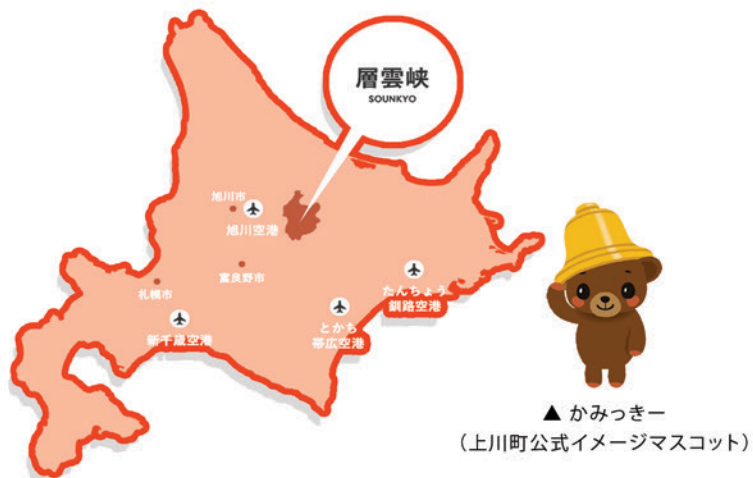 層雲峡
SOUNKYO
旭川市
旭川空港
富良野市
札幌市
たんちょう
釧路空港
とかち
帯広空港
新千歳空港
▲ かみっきー
(上川町公式イメージマスコット)